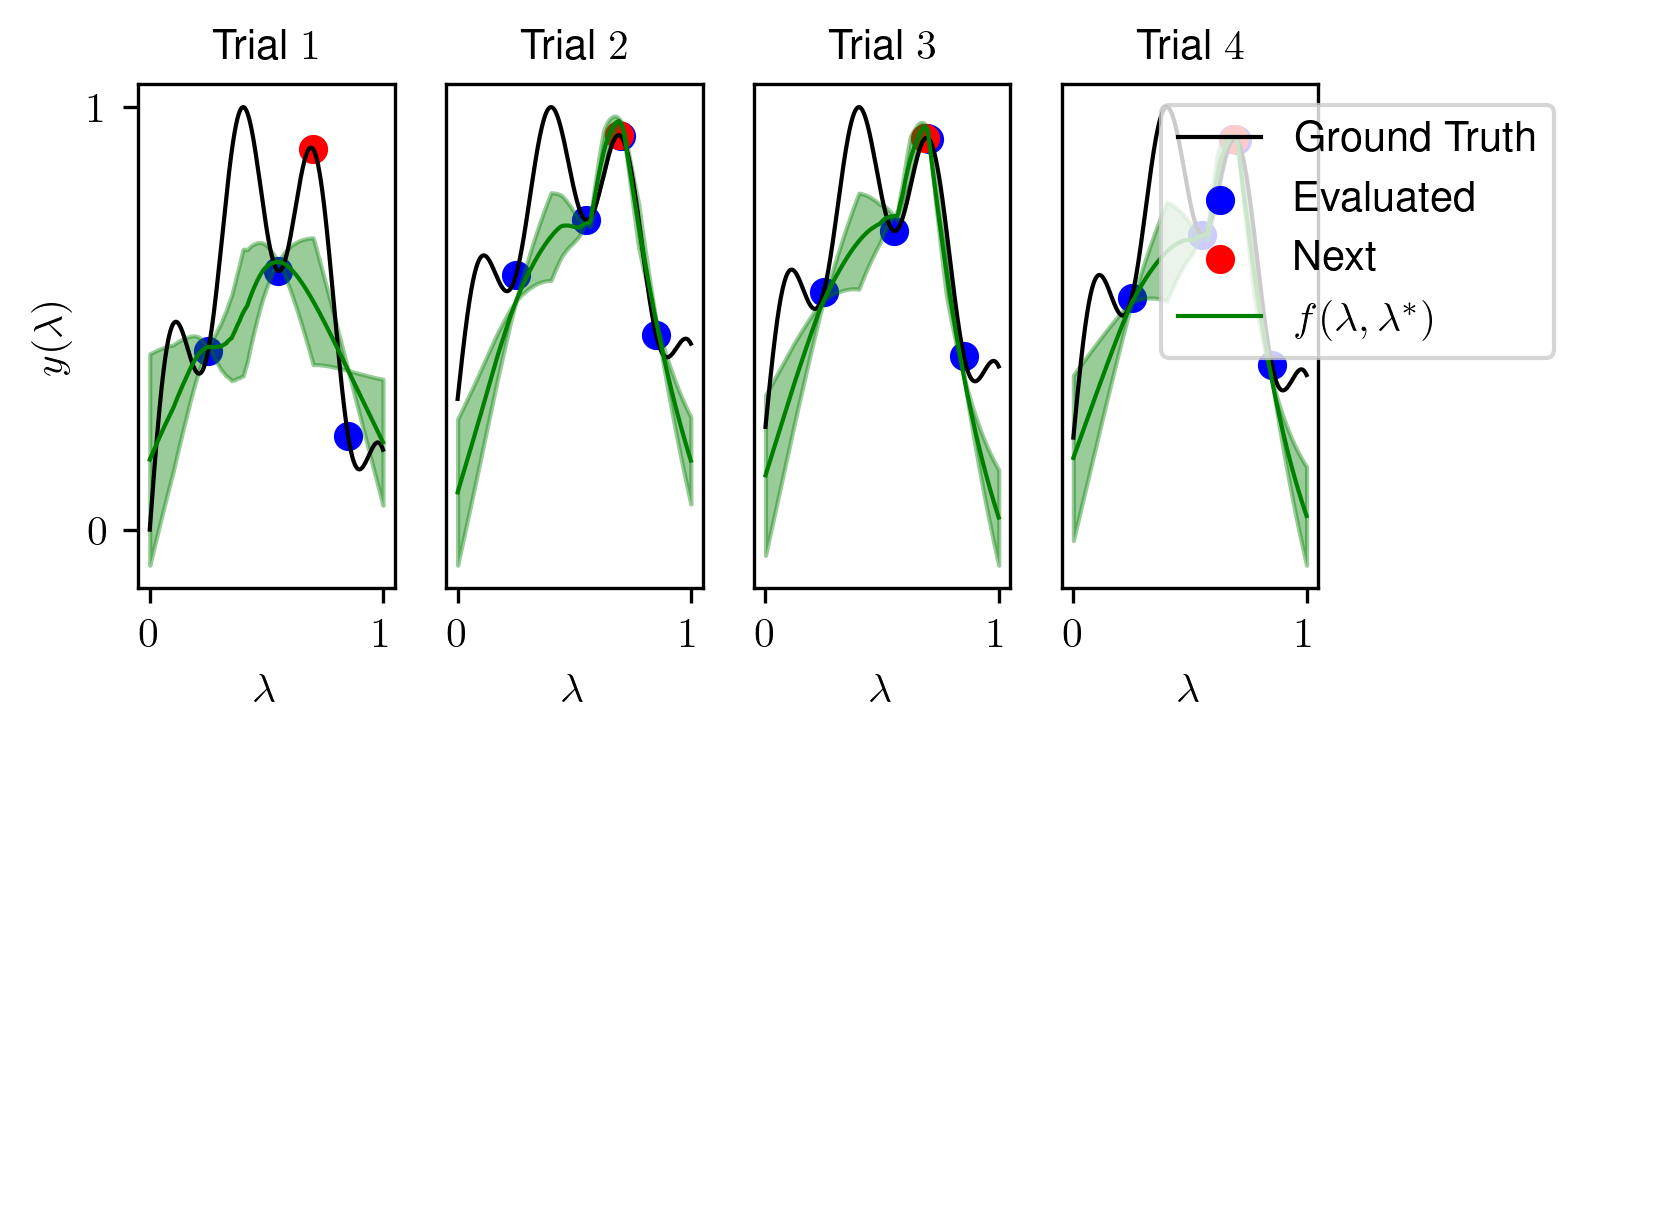 Trial 1
Trial 2
Trial 3
Trial 4
1
0
y(λ)
Ground Truth
Evaluated
Next
f(λ, λ*)
0 1
0 1
0 1
0 1
λ
λ
λ
λ